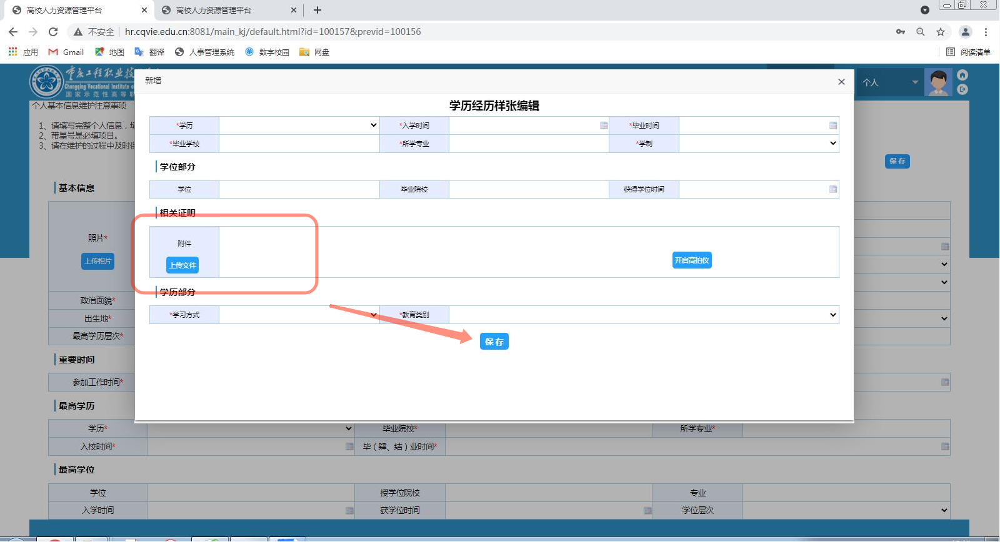 高校人力资源管理平台
高校人力资源管理平台
不安全 hr.cqvie.edu.cn:8081/main_kj/default.html?id=100157&previd=100156
应用 Gmail 地图 翻译 人事管理系统 数字校园 网盘 阅读清单
重庆工程职业技
Chongqing Vocational Institute of
国家示范性高等职
个人
个人基本信息维护注意事项
1、请填写完整个人信息，填
2、带星号是必填项目。
3、请在维护的过程中及时保
保存
基本信息
照片*
上传相片
政治面貌*
出生地*
最高学历层次*
重要时间
参加工作时间*
最高学历
学历* 毕业院校* 所学专业*
入校时间* 毕（肄、结）业时间*
最高学位
学位 授学位院校 专业
入学时间 获学位时间 学位层次
新增
学历经历样张编辑
*学历 *入学时间 *毕业时间
*毕业学校 *所学专业 *学制
学位部分
学位 毕业院校 获得学位时间
相关证明
附件
上传文件 开启高拍仪
学历部分
*学习方式 *教育类别
保存